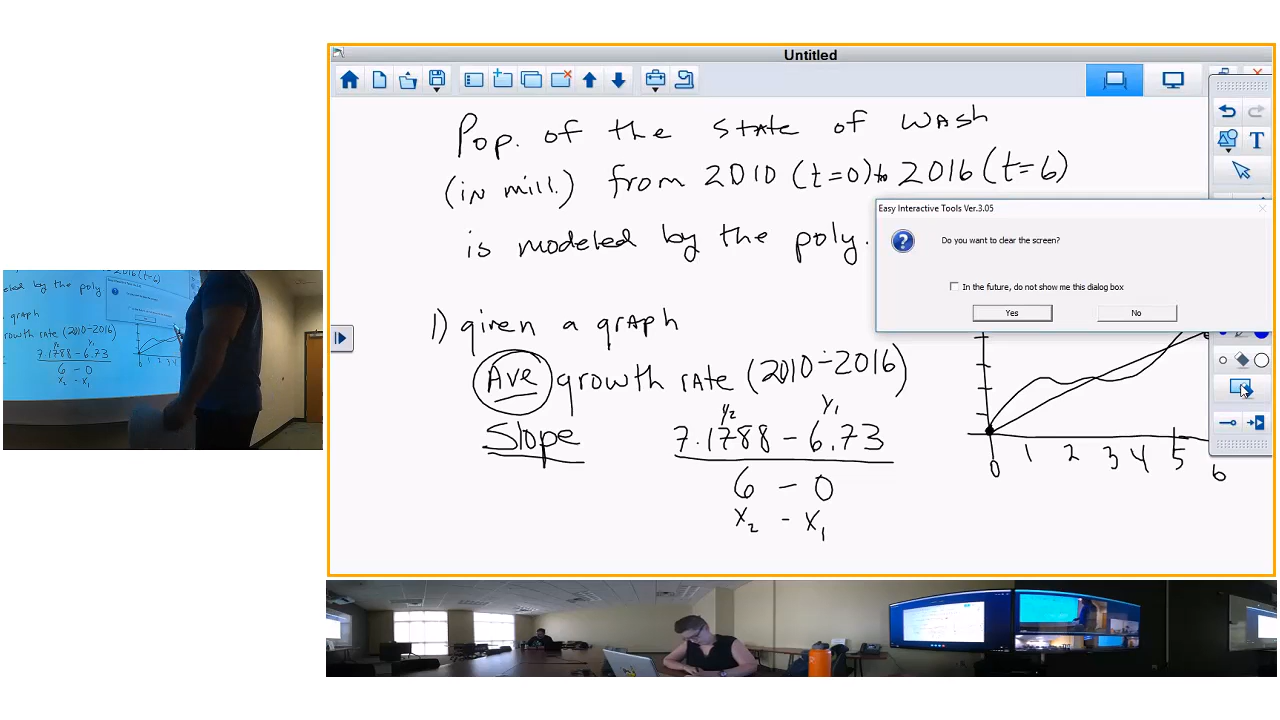 Untitled
Pop. of the state of WASh
(in mill.) from 2010 (t=0) to 2016 (t=6)
is modeled by the poly.
Easy Interactive Tools Ver.3.05
Do you want to clear the screen?
In the future, do not show me this dialog box
Yes No
1) given a graph
Ave growth rate (2010-2016)
Slope
y2 y1
7.1788 - 6.73
6 - 0
x2 - x1
0 1 2 3 4 5 6
T